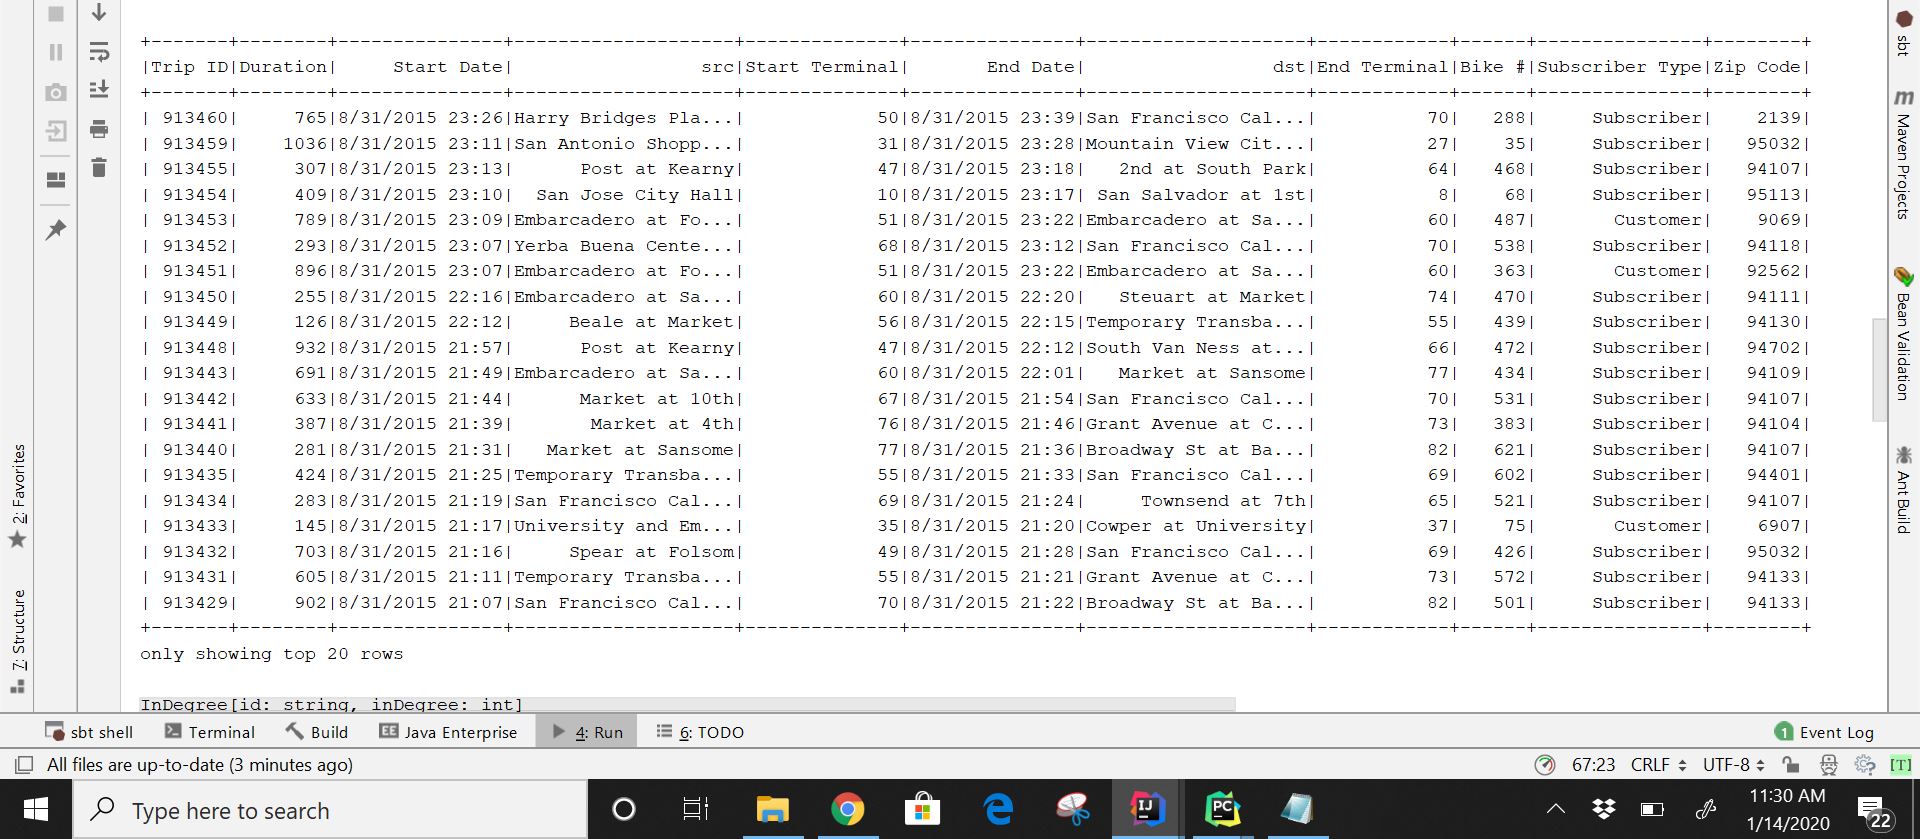 +-------+--------+---------------+--------------------+--------------+---------------+--------------------+------------+------+---------------+--------+
|Trip ID|Duration|     Start Date|                 src|Start Terminal|       End Date|                 dst|End Terminal|Bike #|Subscriber Type|Zip Code|
+-------+--------+---------------+--------------------+--------------+---------------+--------------------+------------+------+---------------+--------+
| 913460|     765|8/31/2015 23:26|Harry Bridges Pla...|            50|8/31/2015 23:39|San Francisco Cal...|          70|   288|     Subscriber|    2139|
| 913459|    1036|8/31/2015 23:11|San Antonio Shopp...|            31|8/31/2015 23:28|Mountain View Cit...|          27|    35|     Subscriber|   95032|
| 913455|     307|8/31/2015 23:13|      Post at Kearny|            47|8/31/2015 23:18|   2nd at South Park|          64|   468|     Subscriber|   94107|
| 913454|     409|8/31/2015 23:10|  San Jose City Hall|            10|8/31/2015 23:17| San Salvador at 1st|           8|    68|     Subscriber|   95113|
| 913453|     789|8/31/2015 23:09|Embarcadero at Fo...|            51|8/31/2015 23:22|Embarcadero at Sa...|          60|   487|       Customer|    9069|
| 913452|     293|8/31/2015 23:07|Yerba Buena Cente...|            68|8/31/2015 23:12|San Francisco Cal...|          70|   538|     Subscriber|   94118|
| 913451|     896|8/31/2015 23:07|Embarcadero at Fo...|            51|8/31/2015 23:22|Embarcadero at Sa...|          60|   363|       Customer|   92562|
| 913450|     255|8/31/2015 22:16|Embarcadero at Sa...|            60|8/31/2015 22:20|   Steuart at Market|          74|   470|     Subscriber|   94111|
| 913449|     126|8/31/2015 22:12|     Beale at Market|            56|8/31/2015 22:15|Temporary Transba...|          55|   439|     Subscriber|   94130|
| 913448|     932|8/31/2015 21:57|      Post at Kearny|            47|8/31/2015 22:12|South Van Ness at...|          66|   472|     Subscriber|   94702|
| 913443|     691|8/31/2015 21:49|Embarcadero at Sa...|            60|8/31/2015 22:01|   Market at Sansome|          77|   434|     Subscriber|   94109|
| 913442|     633|8/31/2015 21:44|      Market at 10th|            67|8/31/2015 21:54|San Francisco Cal...|          70|   531|     Subscriber|   94107|
| 913441|     387|8/31/2015 21:39|       Market at 4th|            76|8/31/2015 21:46|Grant Avenue at C...|          73|   383|     Subscriber|   94104|
| 913440|     281|8/31/2015 21:31|   Market at Sansome|            77|8/31/2015 21:36|Broadway St at Ba...|          82|   621|     Subscriber|   94107|
| 913435|     424|8/31/2015 21:25|Temporary Transba...|            55|8/31/2015 21:33|San Francisco Cal...|          69|   602|     Subscriber|   94401|
| 913434|     283|8/31/2015 21:19|San Francisco Cal...|            69|8/31/2015 21:24|     Townsend at 7th|          65|   521|     Subscriber|   94107|
| 913433|     145|8/31/2015 21:17|University and Em...|            35|8/31/2015 21:20|Cowper at University|          37|    75|       Customer|    6907|
| 913432|     703|8/31/2015 21:16|     Spear at Folsom|            49|8/31/2015 21:28|San Francisco Cal...|          69|   426|     Subscriber|   95032|
| 913431|     605|8/31/2015 21:11|Temporary Transba...|            55|8/31/2015 21:21|Grant Avenue at C...|          73|   572|     Subscriber|   94133|
| 913429|     902|8/31/2015 21:07|San Francisco Cal...|            70|8/31/2015 21:22|Broadway St at Ba...|          82|   501|     Subscriber|   94133|
+-------+--------+---------------+--------------------+--------------+---------------+--------------------+------------+------+---------------+--------+
only showing top 20 rows
InDegree[id: string, inDegree: int]
2: Favorites
7: Structure
sbt
m
Maven Projects
Bean Validation
Ant Build
sbt shell Terminal Build EE Java Enterprise 4: Run 6: TODO 1 Event Log
All files are up-to-date (3 minutes ago) 67:23 CRLF UTF-8 [T]
Type here to search e IJ PC 11:30 AM
1/14/2020 22